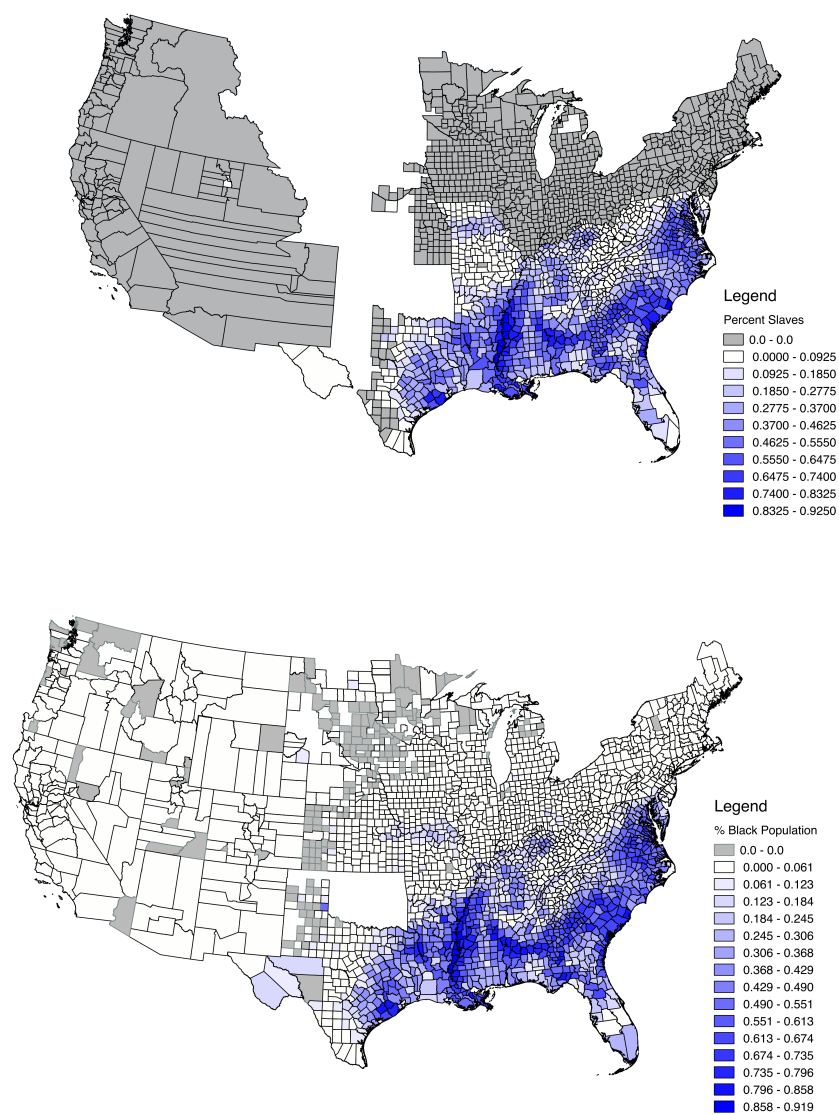 Legend
Percent Slaves
0.0 - 0.0
0.0000 - 0.0925
0.0925 - 0.1850
0.1850 - 0.2775
0.2775 - 0.3700
0.3700 - 0.4625
0.4625 - 0.5550
0.5550 - 0.6475
0.6475 - 0.7400
0.7400 - 0.8325
0.8325 - 0.9250
Legend
% Black Population
0.0 - 0.0
0.000 - 0.061
0.061 - 0.123
0.123 - 0.184
0.184 - 0.245
0.245 - 0.306
0.306 - 0.368
0.368 - 0.429
0.429 - 0.490
0.490 - 0.551
0.551 - 0.613
0.613 - 0.674
0.674 - 0.735
0.735 - 0.796
0.796 - 0.858
0.858 - 0.919